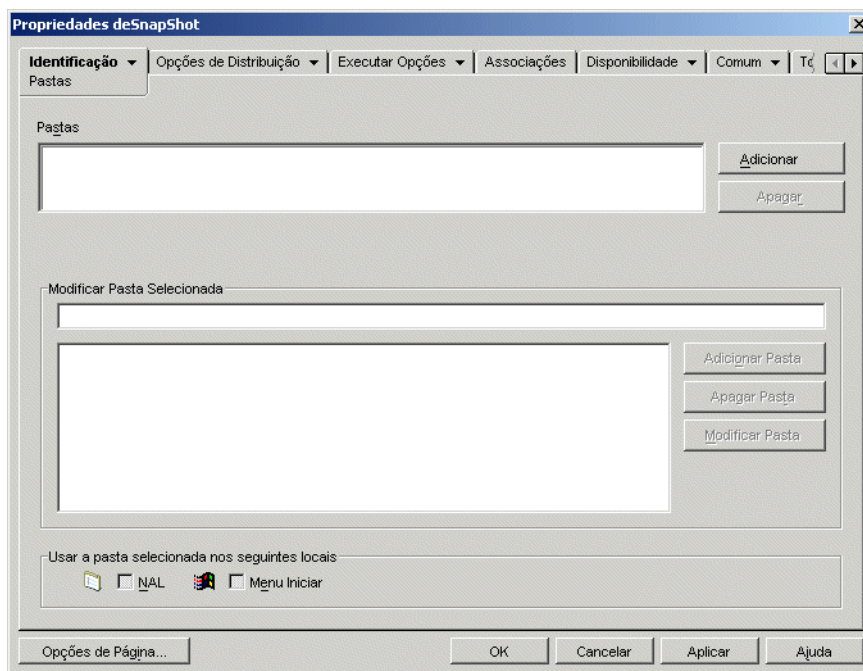 Propriedades deSnapShot
Identificação Opções de Distribuição Executar Opções Associações Disponibilidade Comum
Pastas
Pastas
Adicionar
Apagar
Modificar Pasta Selecionada
Adicionar Pasta
Apagar Pasta
Modificar Pasta
Usar a pasta selecionada nos seguintes locais
NAL Menu Iniciar
Opções de Página... OK Cancelar Aplicar Ajuda